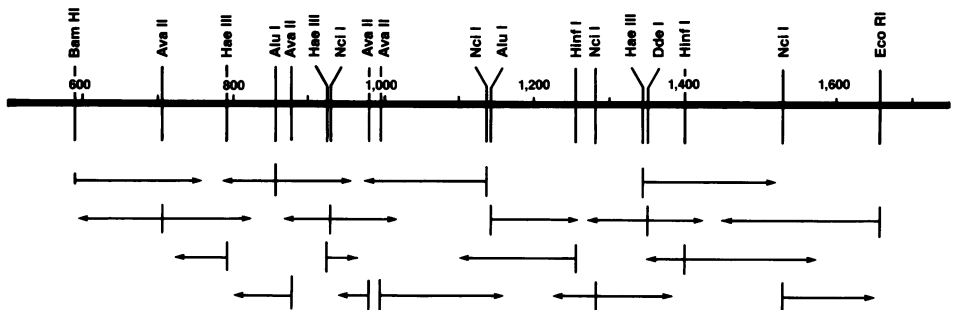 Bam HI
Ava II
Hae III
Alu I
Ava II
Hae III
Nci I
Ava II
Ava II
Nci I
Alu I
Hinf I
Nci I
Hae III
Dde I
Hinf I
Nci I
Eco RI
600 800 1,000 1,200 1,400 1,600